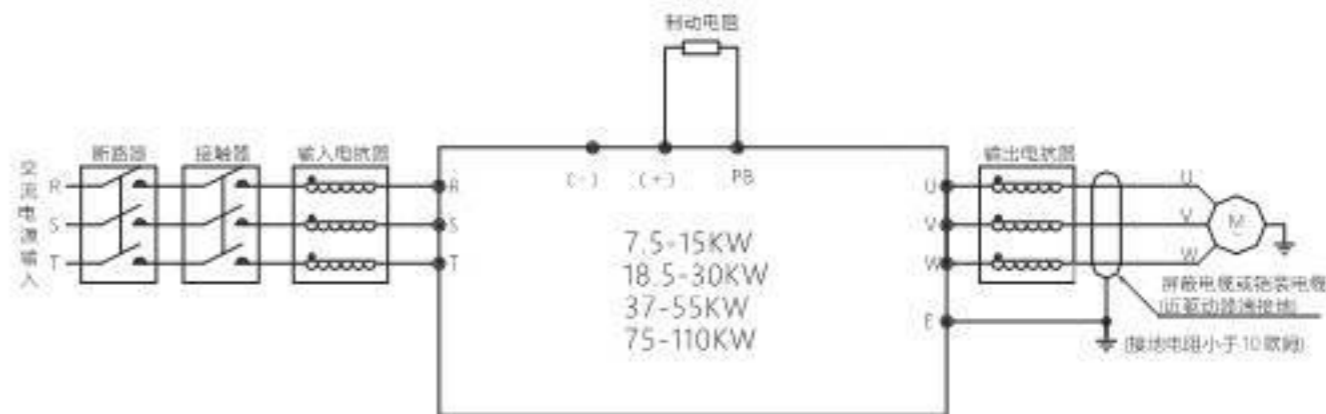 制动电阻
断路器
接触器
输入电抗器
输出电抗器
交流电源输入
R
S
T
R
S
T
(-)
(+)
PB
7.5-15KW
18.5-30KW
37-55KW
75-110KW
U
V
W
E
U
V
W
M
屏蔽电缆或铠装电缆
(近驱动器端接地)
(接地电阻小于10欧姆)